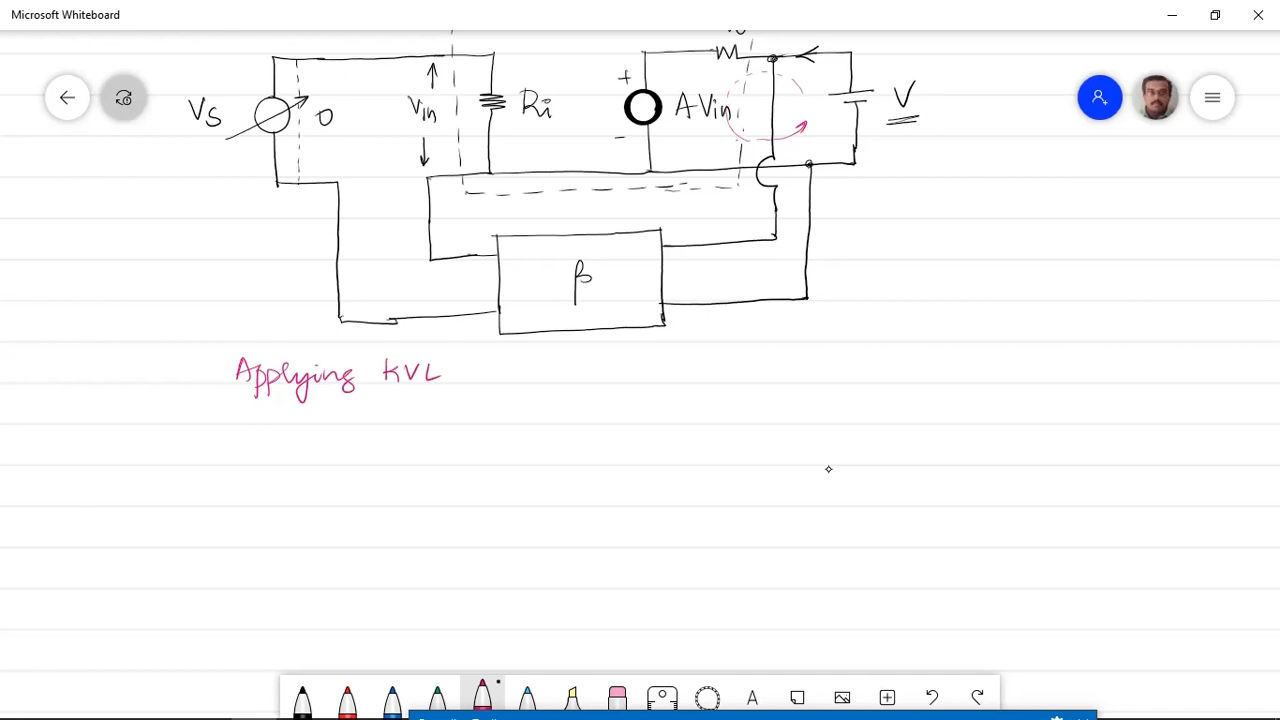 Microsoft Whiteboard
Vs 0 Vin Ri + - AVin V
β
Applying KVL
A